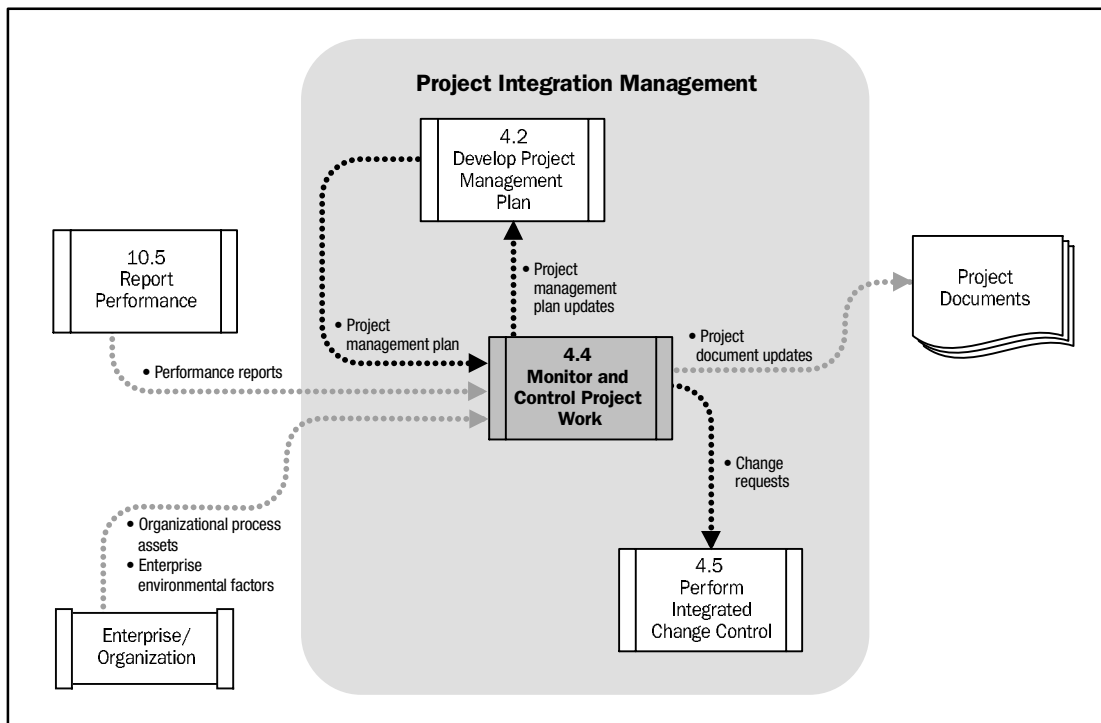 Project Integration Management
4.2
Develop Project
Management
Plan
10.5
Report
Performance
• Project
management
plan updates
Project
Documents
• Project
management plan
• Project
document updates
4.4
Monitor and
Control Project
Work
• Performance reports
• Change
requests
• Organizational process
assets
• Enterprise
environmental factors
4.5
Perform
Integrated
Change Control
Enterprise/
Organization